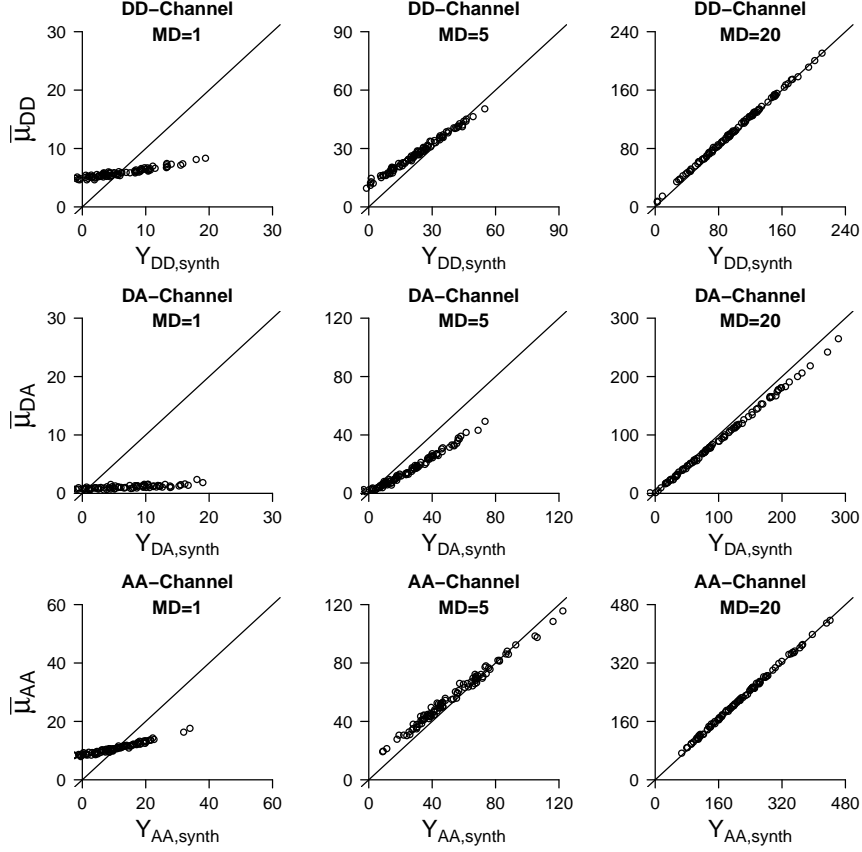 DD−Channel
MD=1
DD−Channel
MD=5
DD−Channel
MD=20
μ̅DD
30
20
10
0
0 10 20 30
YDD,synth
90
60
30
0
0 30 60 90
YDD,synth
240
160
80
0
0 80 160 240
YDD,synth
DA−Channel
MD=1
DA−Channel
MD=5
DA−Channel
MD=20
μ̅DA
30
20
10
0
0 10 20 30
YDA,synth
120
80
40
0
0 40 80 120
YDA,synth
300
200
100
0
0 100 200 300
YDA,synth
AA−Channel
MD=1
AA−Channel
MD=5
AA−Channel
MD=20
μ̅AA
60
40
20
0
0 20 40 60
YAA,synth
120
80
40
0
0 40 80 120
YAA,synth
480
320
160
0
0 160 320 480
YAA,synth